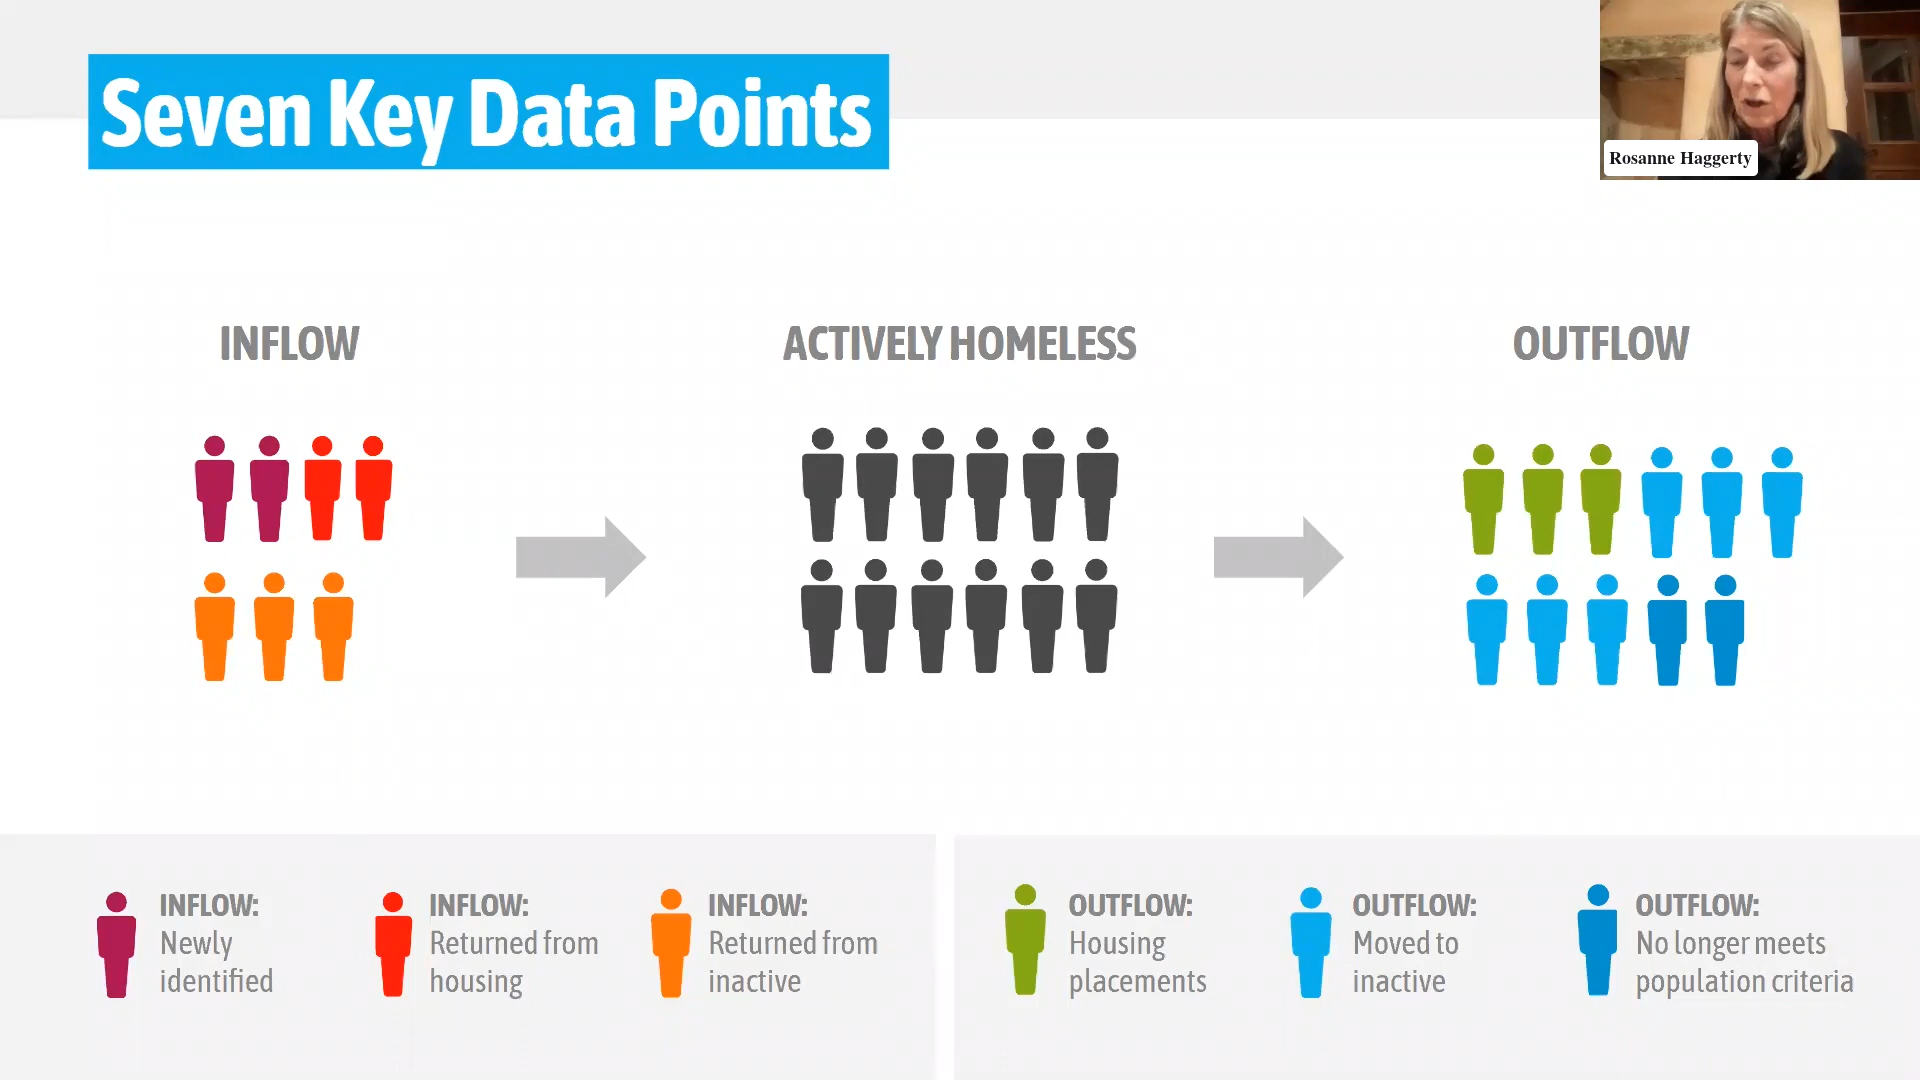 Seven Key Data Points
Rosanne Haggerty
INFLOW
ACTIVELY HOMELESS
OUTFLOW
INFLOW:
Newly
identified
INFLOW:
Returned from
housing
INFLOW:
Returned from
inactive
OUTFLOW:
Housing
placements
OUTFLOW:
Moved to
inactive
OUTFLOW:
No longer meets
population criteria